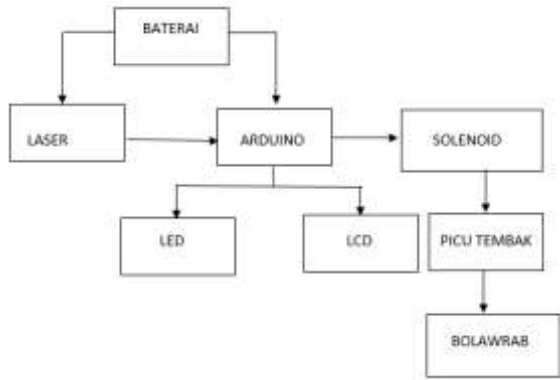 BATERAI
LASER
ARDUINO
SOLENOID
LED
LCD
PICU TEMBAK
BOLAWRAB